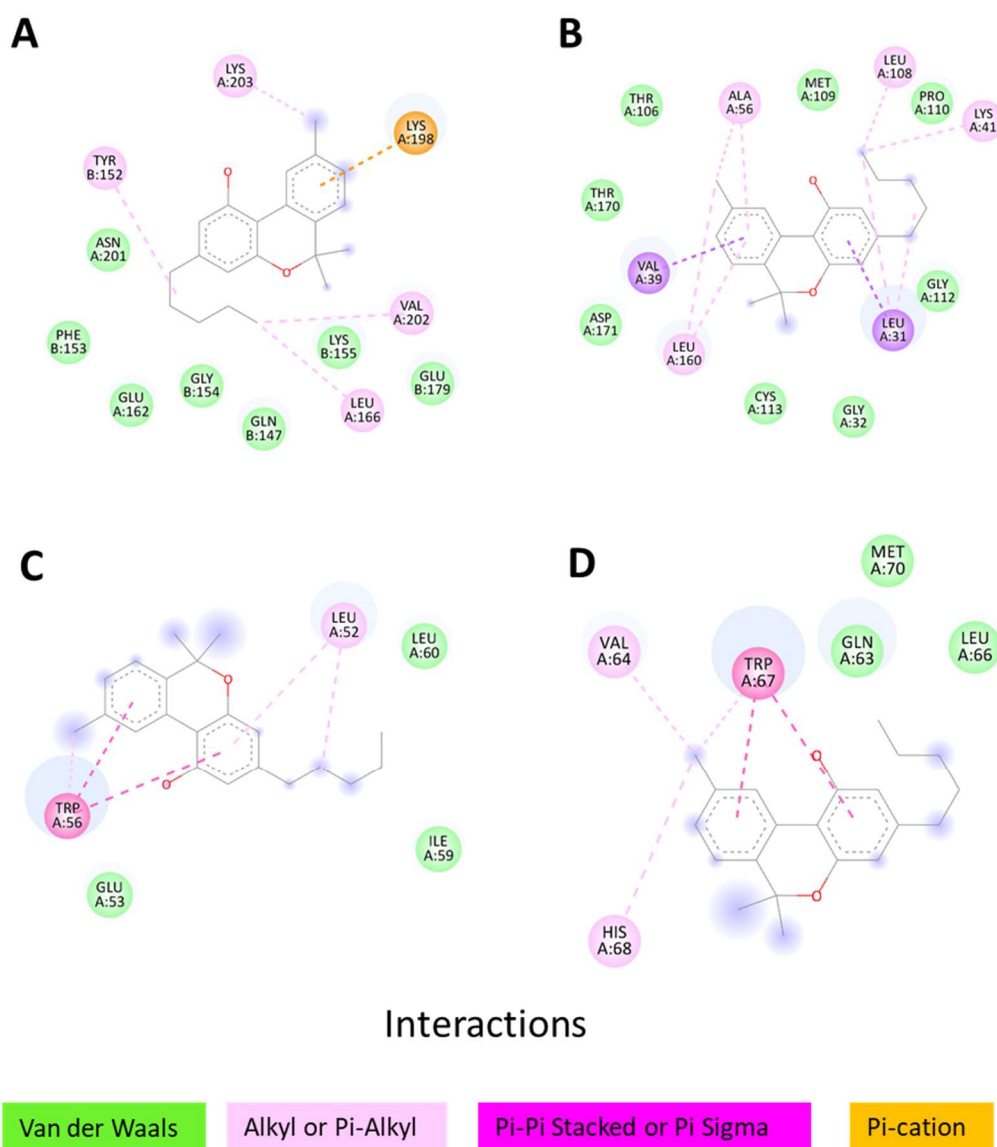 A
B
LYS
A:203
LYS
A:198
TYR
B:152
ASN
A:201
O
O
VAL
A:202
PHE
B:153
LYS
B:155
GLU
A:162
GLY
B:154
GLU
B:179
LEU
A:166
GLN
B:147
LEU
A:108
MET
A:109
PRO
A:110
THR
A:106
ALA
A:56
LYS
A:41
O
THR
A:170
VAL
A:39
GLY
A:112
O
ASP
A:171
LEU
A:31
LEU
A:160
CYS
A:113
GLY
A:32
C
D
LEU
A:52
LEU
A:60
O
O
TRP
A:56
ILE
A:59
GLU
A:53
MET
A:70
VAL
A:64
GLN
A:63
LEU
A:66
TRP
A:67
O
O
HIS
A:68
Interactions
Van der Waals
Alkyl or Pi-Alkyl
Pi-Pi Stacked or Pi Sigma
Pi-cation